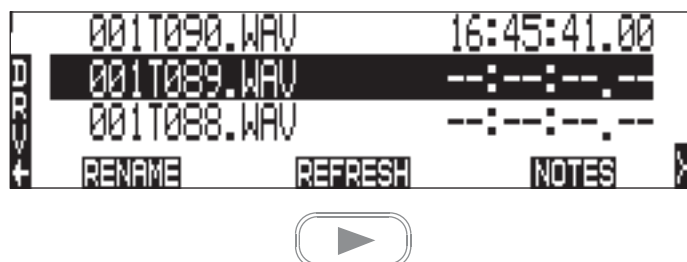 001T090.WAV 16:45:41.00
001T089.WAV --:--:--.--
001T088.WAV --:--:--.--
DRV
RENAME REFRESH NOTES